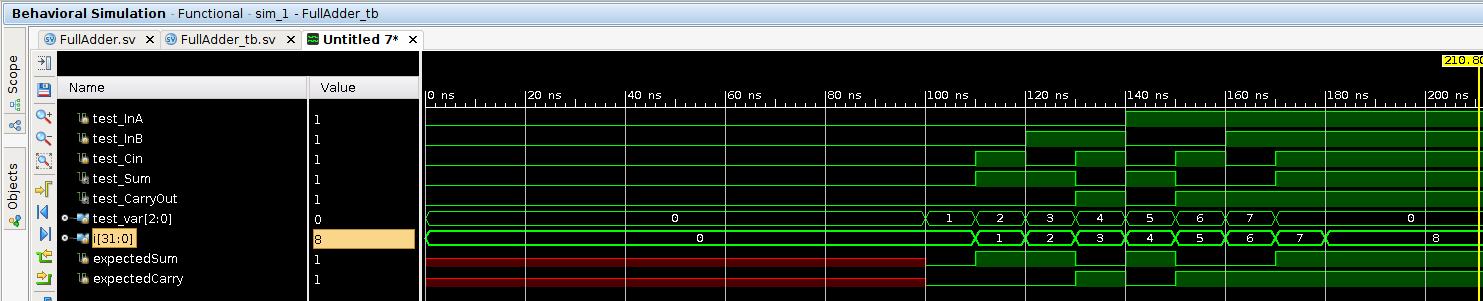 Behavioral Simulation - Functional - sim_1 - FullAdder_tb
FullAdder.sv × FullAdder_tb.sv × Untitled 7* ×
Scope
Objects
210.80
Name Value
0 ns 20 ns 40 ns 60 ns 80 ns 100 ns 120 ns 140 ns 160 ns 180 ns 200 ns
test_InA 1
test_InB 1
test_Cin 1
test_Sum 1
test_CarryOut 1
test_var[2:0] 0 0 1 2 3 4 5 6 7 0
i[31:0] 8 0 1 2 3 4 5 6 7 8
expectedSum 1
expectedCarry 1